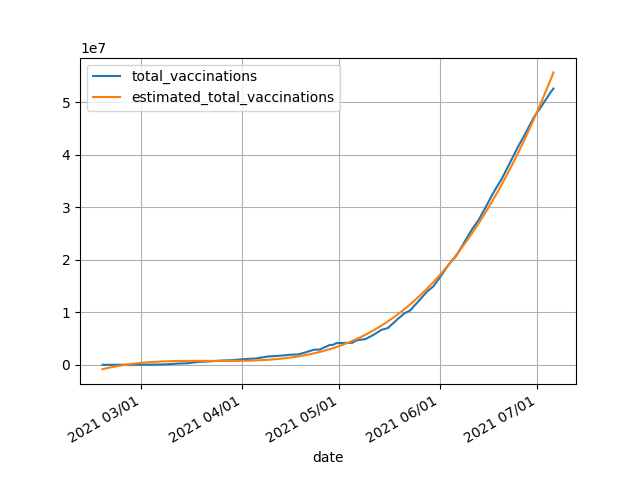 1e7
total_vaccinations
estimated_total_vaccinations
5
4
3
2
1
0
2021 03/01
2021 04/01
2021 05/01
2021 06/01
2021 07/01
date